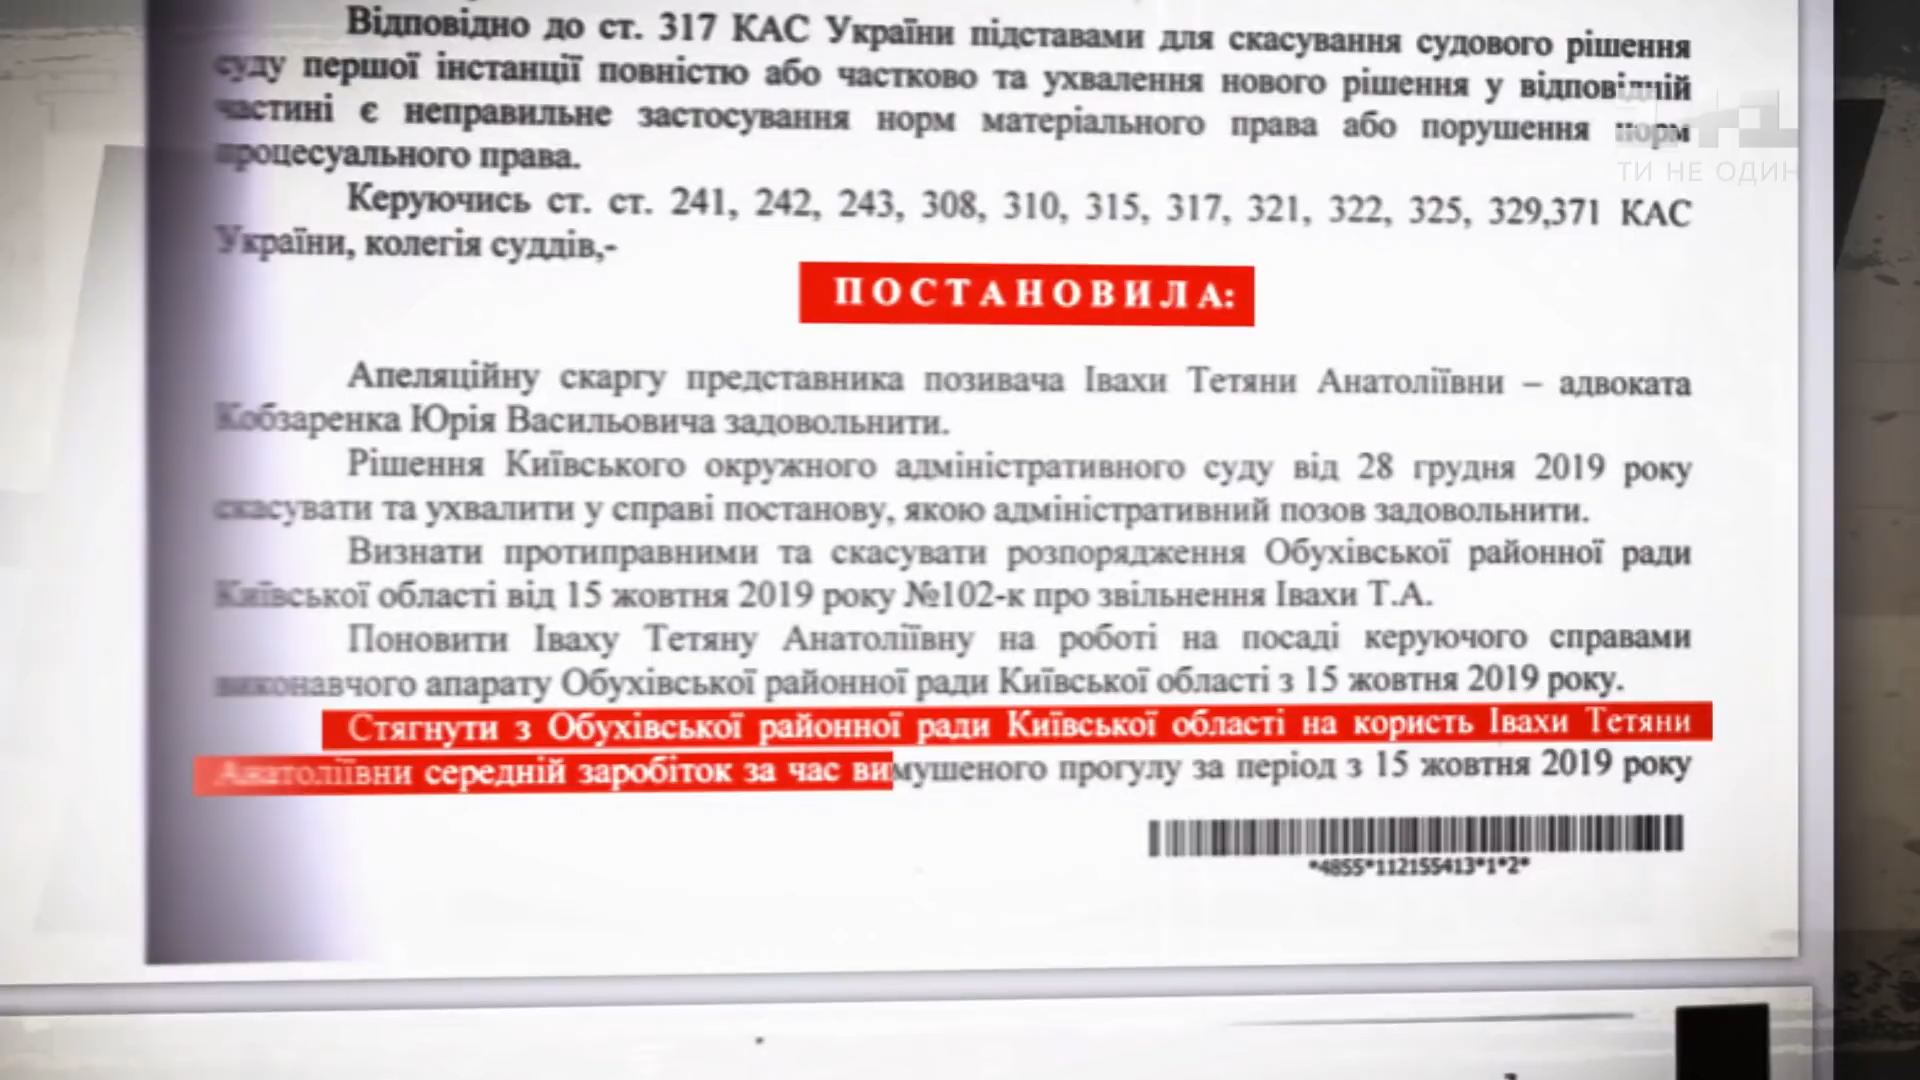 Відповідно до ст. 317 КАС України підставами для скасування судового рішення
суду першої інстанції повністю або частково та ухвалення нового рішення у відповідній
частині є неправильне застосування норм матеріального права або порушення норм
процесуального права.
ТИ НЕ ОДИН
Керуючись ст. ст. 241, 242, 243, 308, 310, 315, 317, 321, 322, 325, 329,371 КАС
України, колегія суддів,-
ПОСТАНОВИЛА:
Апеляційну скаргу представника позивача Івахи Тетяни Анатоліївни – адвоката
Кобзаренка Юрія Васильовича задовольнити.
Рішення Київського окружного адміністративного суду від 28 грудня 2019 року
скасувати та ухвалити у справі постанову, якою адміністративний позов задовольнити.
Визнати протиправними та скасувати розпорядження Обухівської районної ради
Київської області від 15 жовтня 2019 року №102-к про звільнення Івахи Т.А.
Поновити Іваху Тетяну Анатоліївну на роботі на посаді керуючого справами
виконавчого апарату Обухівської районної ради Київської області з 15 жовтня 2019 року.
Стягнути з Обухівської районної ради Київської області на користь Івахи Тетяни
Анатоліївни середній заробіток за час вимушеного прогулу за період з 15 жовтня 2019 року
*4855*112155413*1*2*